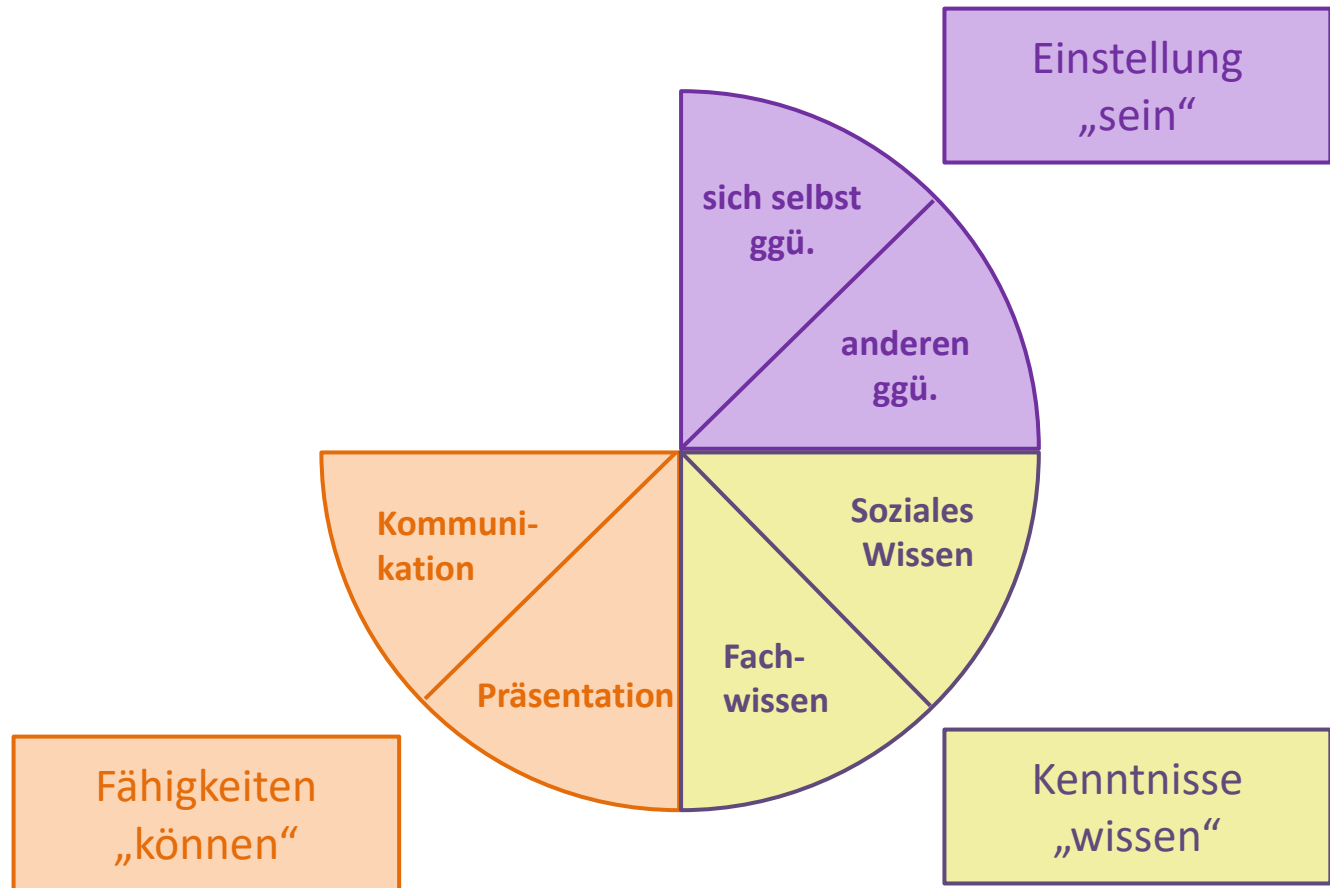 Einstellung
„sein“
sich selbst
ggü.
anderen
ggü.
Soziales
Wissen
Fach-
wissen
Kommuni-
kation
Präsentation
Fähigkeiten
„können“
Kenntnisse
„wissen“